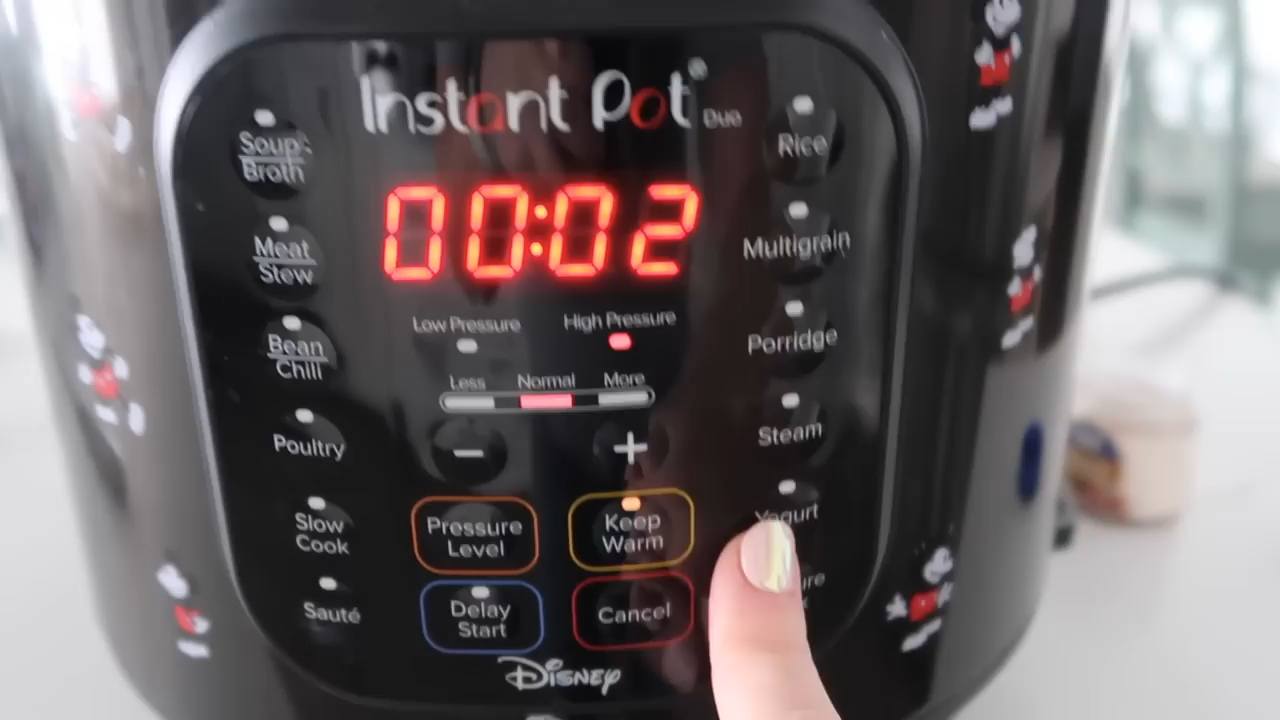 Instant Pot
Duo
Soup
Broth
Rice
00:02
Meat
Stew
Multigrain
Low Pressure
High Pressure
Bean
Chili
Porridge
Less
Normal
More
Poultry
−
+
Steam
Slow
Cook
Pressure
Level
Keep
Warm
Yogurt
Sauté
Delay
Start
Cancel
ure
Disney